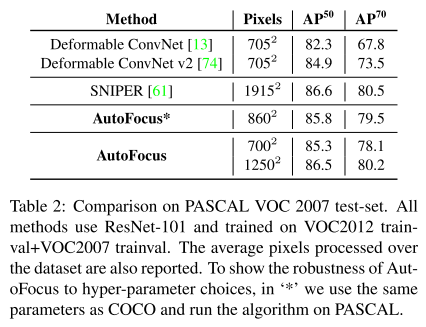 Method Pixels AP50 AP70
Deformable ConvNet [13] 705² 82.3 67.8
Deformable ConvNet v2 [74] 705² 84.9 73.5
SNIPER [61] 1915² 86.6 80.5
AutoFocus* 860² 85.8 79.5
AutoFocus 700² 85.3 78.1
1250² 86.5 80.2
Table 2: Comparison on PASCAL VOC 2007 test-set. All
methods use ResNet-101 and trained on VOC2012 train-
val+VOC2007 trainval. The average pixels processed over
the dataset are also reported. To show the robustness of Aut-
oFocus to hyper-parameter choices, in ‘*’ we use the same
parameters as COCO and run the algorithm on PASCAL.